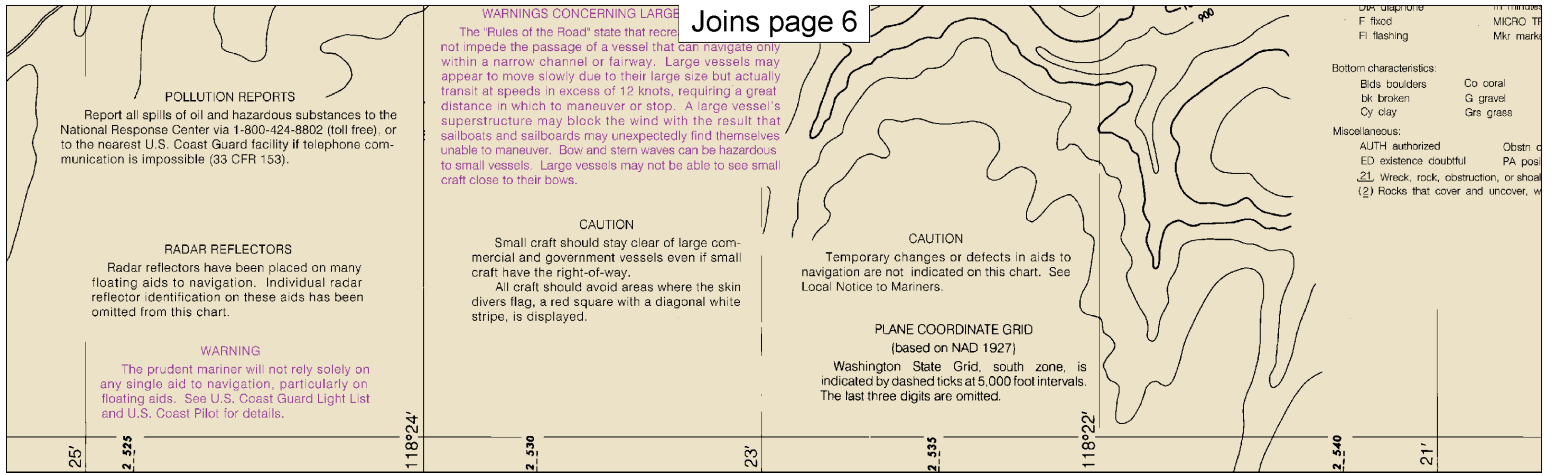 Joins page 6
POLLUTION REPORTS
Report all spills of oil and hazardous substances to the
National Response Center via 1-800-424-8802 (toll free), or
to the nearest U.S. Coast Guard facility if telephone com-
munication is impossible (33 CFR 153).
RADAR REFLECTORS
Radar reflectors have been placed on many
floating aids to navigation. Individual radar
reflector identification on these aids has been
omitted from this chart.
WARNING
The prudent mariner will not rely solely on
any single aid to navigation, particularly on
floating aids. See U.S. Coast Guard Light List
and U.S. Coast Pilot for details.
WARNINGS CONCERNING LARGE
The "Rules of the Road" state that recre
not impede the passage of a vessel that can navigate only
within a narrow channel or fairway. Large vessels may
appear to move slowly due to their large size but actually
transit at speeds in excess of 12 knots, requiring a great
distance in which to maneuver or stop. A large vessel's
superstructure may block the wind with the result that
sailboats and sailboards may unexpectedly find themselves
unable to maneuver. Bow and stern waves can be hazardous
to small vessels. Large vessels may not be able to see small
craft close to their bows.
CAUTION
Small craft should stay clear of large com-
mercial and government vessels even if small
craft have the right-of-way.
All craft should avoid areas where the skin
divers flag, a red square with a diagonal white
stripe, is displayed.
900
CAUTION
Temporary changes or defects in aids to
navigation are not indicated on this chart. See
Local Notice to Mariners.
PLANE COORDINATE GRID
(based on NAD 1927)
Washington State Grid, south zone, is
indicated by dashed ticks at 5,000 foot intervals.
The last three digits are omitted.
DIA diaphone
F fixed MICRO TR
Fl flashing Mkr marke
Bottom characteristics:
Blds boulders Co coral
bk broken G gravel
Cy clay Grs grass
Miscellaneous:
AUTH authorized Obstn o
ED existence doubtful PA posi
21 Wreck, rock, obstruction, or shoal
(2) Rocks that cover and uncover, w
25' 2 525 118°24' 2 530 23' 2 535 118°22' 2 540 21'